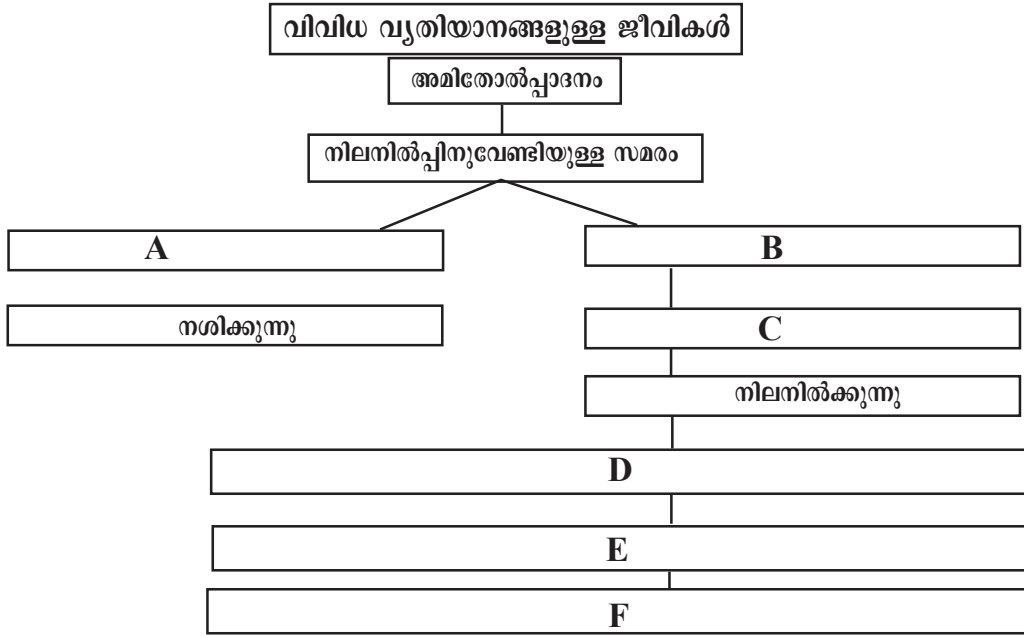 വിവിധ വ്യതിയാനങ്ങളുള്ള ജീവികൾ
അമിതോൽപ്പാദനം
നിലനിൽപ്പിനുവേണ്ടിയുള്ള സമരം
A
B
നശിക്കുന്നു
C
നിലനിൽക്കുന്നു
D
E
F